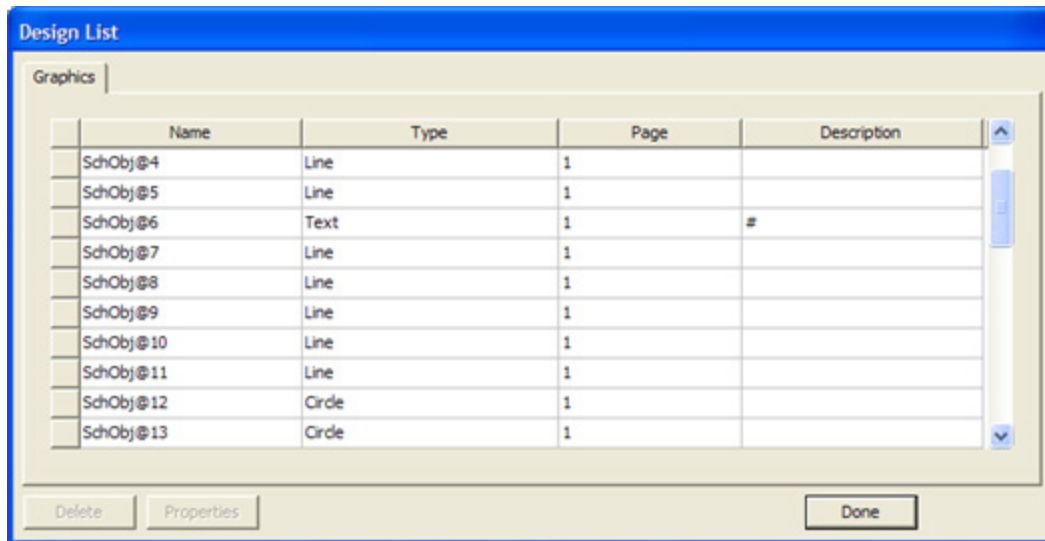 Design List
Graphics
Name Type Page Description
SchObj@4 Line 1
SchObj@5 Line 1
SchObj@6 Text 1 #
SchObj@7 Line 1
SchObj@8 Line 1
SchObj@9 Line 1
SchObj@10 Line 1
SchObj@11 Line 1
SchObj@12 Circle 1
SchObj@13 Circle 1
Delete Properties Done